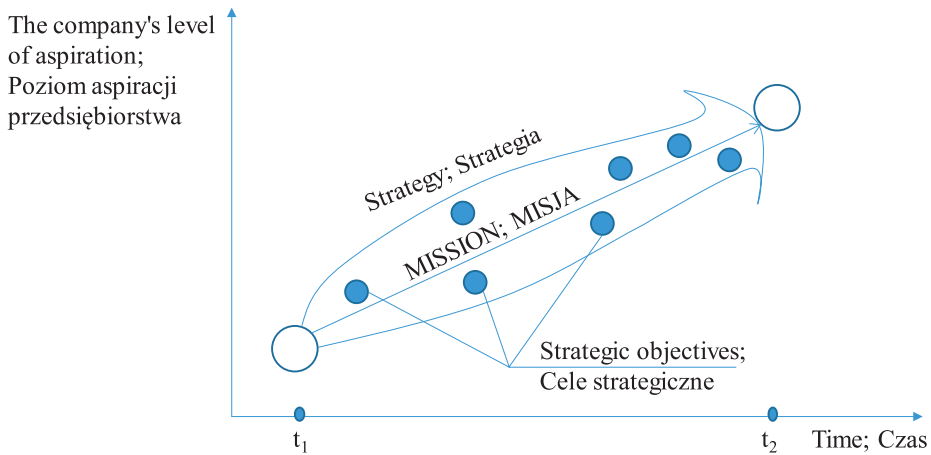 The company's level
of aspiration;
Poziom aspiracji
przedsiębiorstwa
Strategy; Strategia
MISSION; MISJA
Strategic objectives;
Cele strategiczne
t₁
t₂
Time; Czas